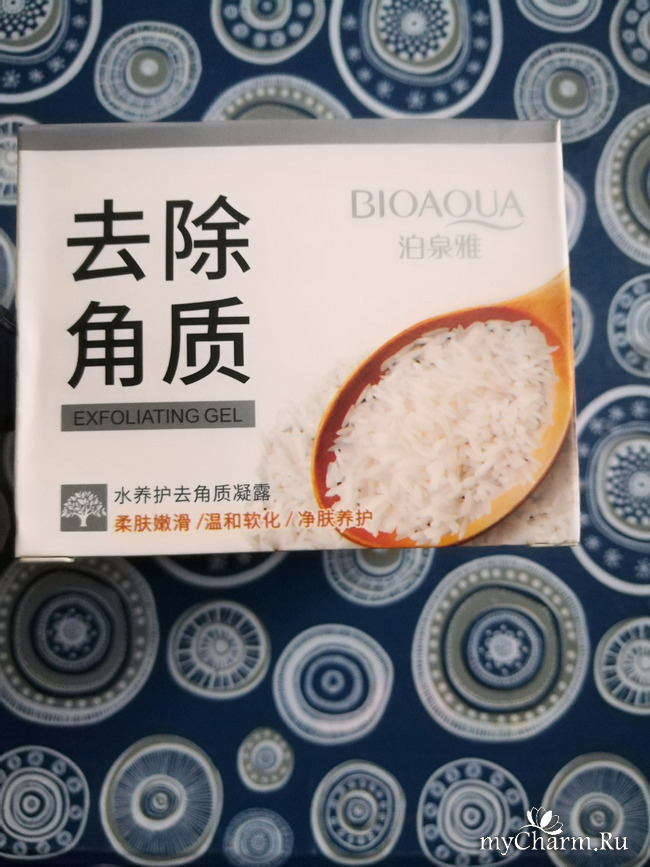 BIOAQUA
泊泉雅
去除
角质
EXFOLIATING GEL
水养护去角质凝露
柔肤嫩滑 /温和软化 / 净肤养护
myCharm.Ru